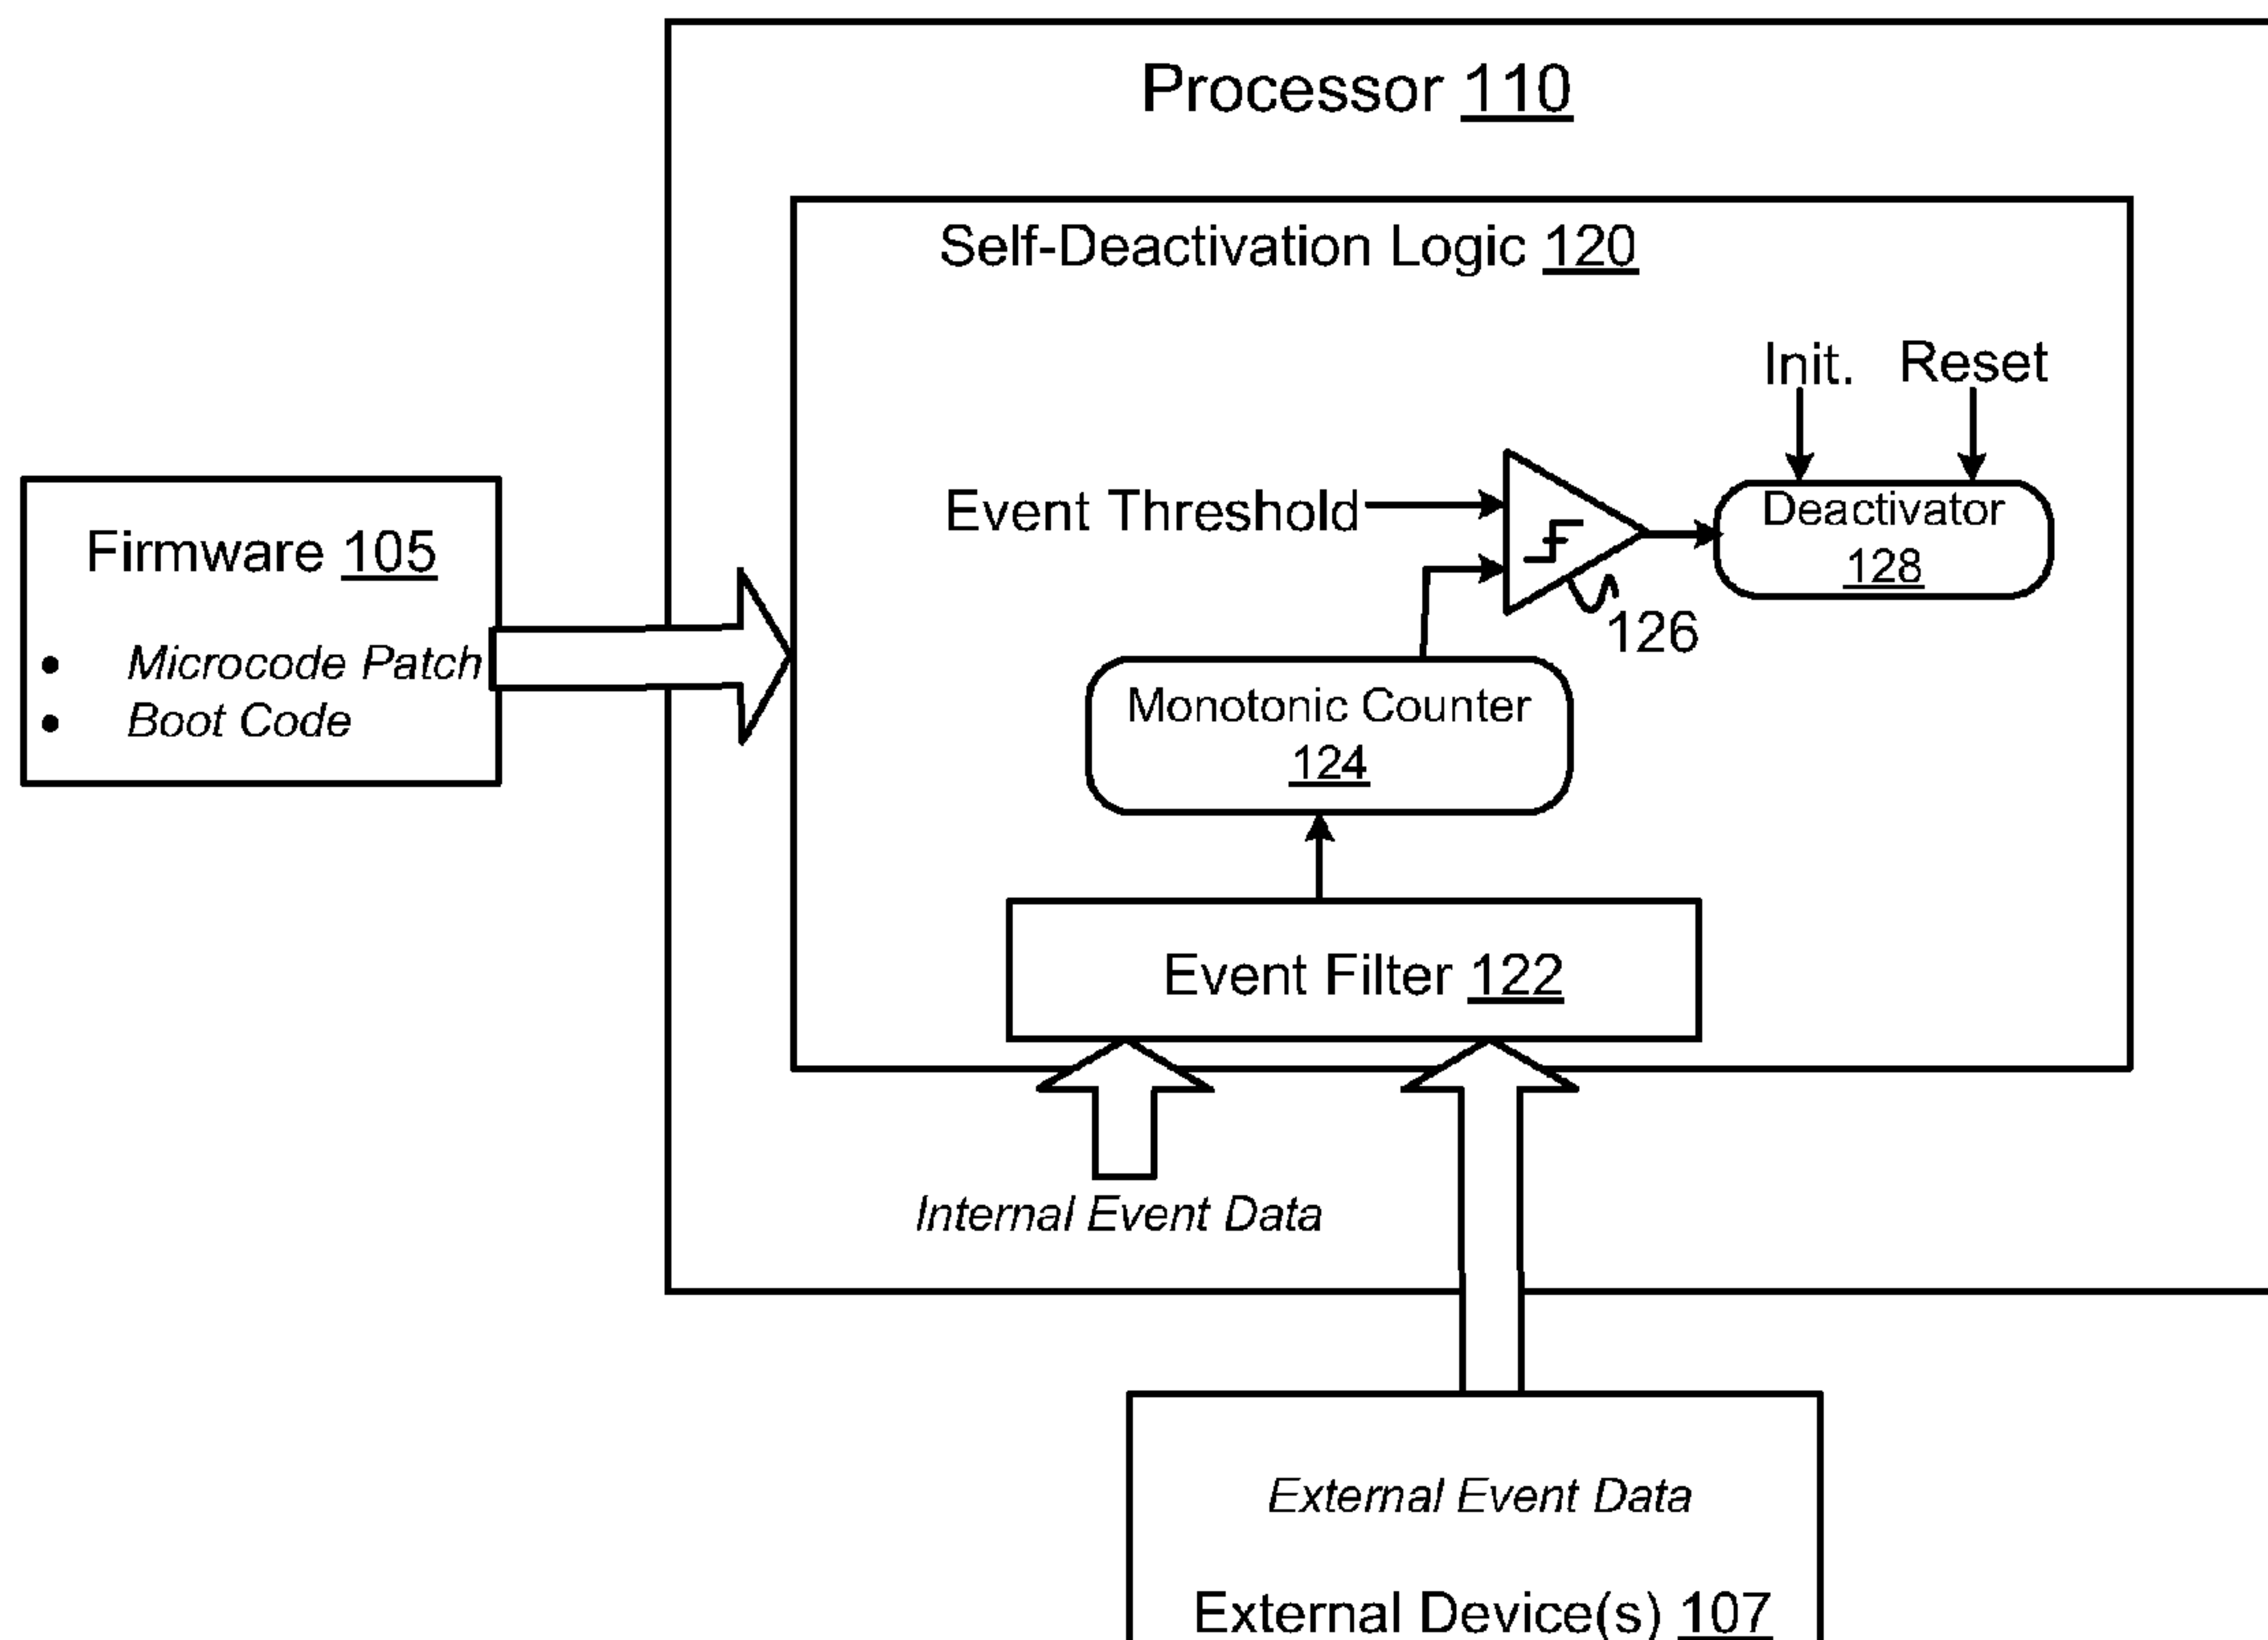 Processor 110
Self-Deactivation Logic 120
Init. Reset
Event Threshold
Deactivator
128
126
Firmware 105
• Microcode Patch
• Boot Code
Monotonic Counter
124
Event Filter 122
Internal Event Data
External Event Data
External Device(s) 107